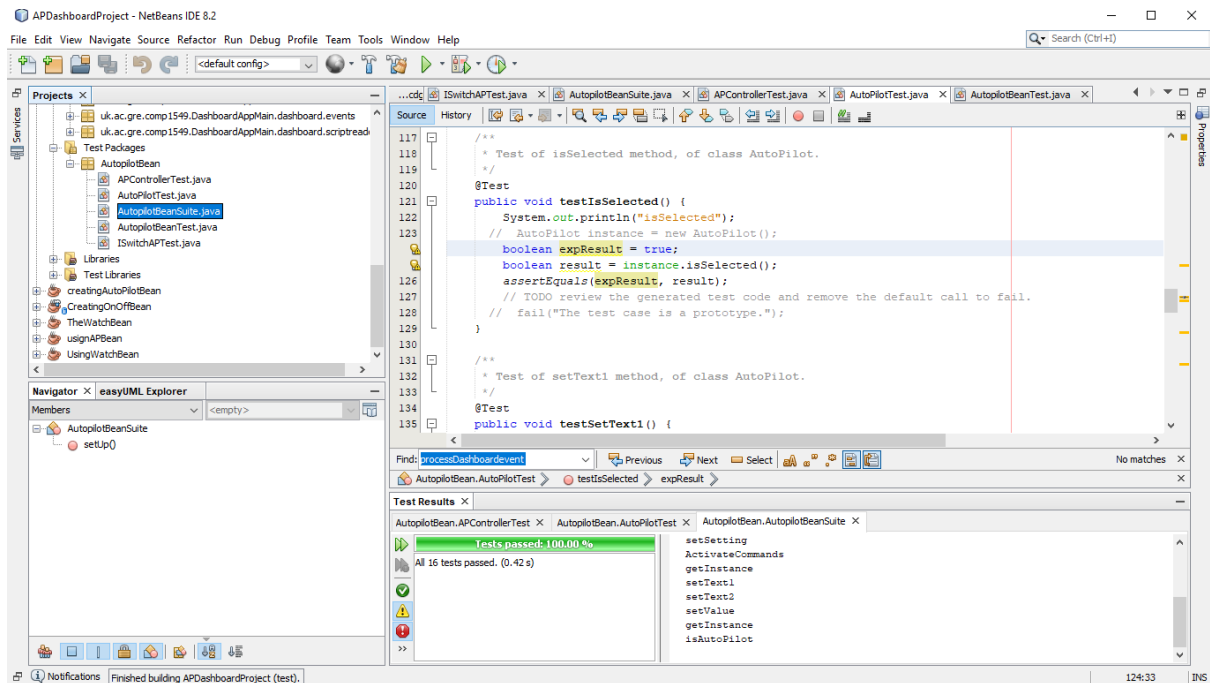 APDashboardProject - NetBeans IDE 8.2
File Edit View Navigate Source Refactor Run Debug Profile Team Tools Window Help
Search (Ctrl+I)
<default config>
Projects
Services
uk.ac.gre.comp1549.DashboardAppMain.dashboard.events
uk.ac.gre.comp1549.DashboardAppMain.dashboard.scriptread
Test Packages
AutopilotBean
APControllerTest.java
AutoPilotTest.java
AutopilotBeanSuite.java
AutopilotBeanTest.java
ISwitchAPTest.java
Libraries
Test Libraries
creatingAutoPilotBean
CreatingOnOffBean
TheWatchBean
usignAPBean
UsingWatchBean
Navigator easyUML Explorer
Members <empty>
AutopilotBeanSuite
setUp()
ISwitchAPTest.java AutopilotBeanSuite.java APControllerTest.java AutoPilotTest.java AutopilotBeanTest.java
Source History
Properties
117 /**
118 * Test of isSelected method, of class AutoPilot.
119 */
120 @Test
121 public void testIsSelected() {
122 System.out.println("isSelected");
123 // AutoPilot instance = new AutoPilot();
boolean expResult = true;
boolean result = instance.isSelected();
126 assertEquals(expResult, result);
127 // TODO review the generated test code and remove the default call to fail.
128 // fail("The test case is a prototype.");
129 }
130
131 /**
132 * Test of setText1 method, of class AutoPilot.
133 */
134 @Test
135 public void testSetText1() {
Find: processDashboardevent Previous Next Select aA No matches
AutopilotBean.AutoPilotTest testIsSelected expResult
Test Results
AutopilotBean.APControllerTest AutopilotBean.AutoPilotTest AutopilotBean.AutopilotBeanSuite
Tests passed: 100.00 %
All 16 tests passed. (0.42 s)
setSetting
ActivateCommands
getInstance
setText1
setText2
setValue
getInstance
isAutoPilot
Notifications Finished building APDashboardProject (test). 124:33 INS